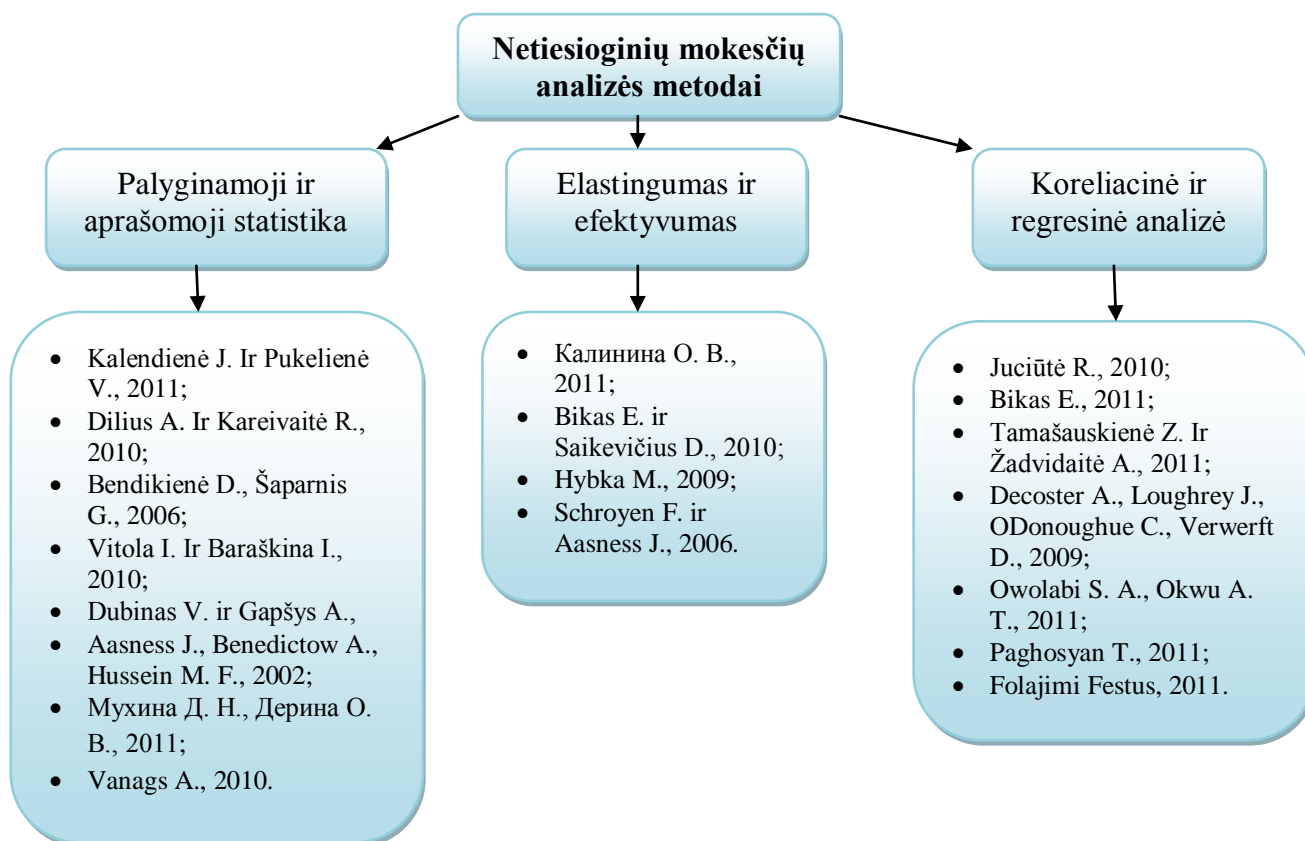 Netiesioginių mokesčių
analizės metodai
Palyginamoji ir
aprašomoji statistika
Elastingumas ir
efektyvumas
Koreliacinė ir
regresinė analizė
• Kalendienė J. Ir Pukelienė
V., 2011;
• Dilius A. Ir Kareivaitė R.,
2010;
• Bendikienė D., Šaparnis
G., 2006;
• Vitola I. Ir Baraškina I.,
2010;
• Dubinas V. ir Gapšys A.,
• Aasness J., Benedictow A.,
Hussein M. F., 2002;
• Мухина Д. Н., Дерина О.
В., 2011;
• Vanags A., 2010.
• Калинина О. В.,
2011;
• Bikas E. ir
Saikevičius D., 2010;
• Hybka M., 2009;
• Schroyen F. ir
Aasness J., 2006.
• Juciūtė R., 2010;
• Bikas E., 2011;
• Tamašauskienė Z. Ir
Žadvidaitė A., 2011;
• Decoster A., Loughrey J.,
ODonoughue C., Verwerft
D., 2009;
• Owolabi S. A., Okwu A.
T., 2011;
• Paghosyan T., 2011;
• Folajimi Festus, 2011.